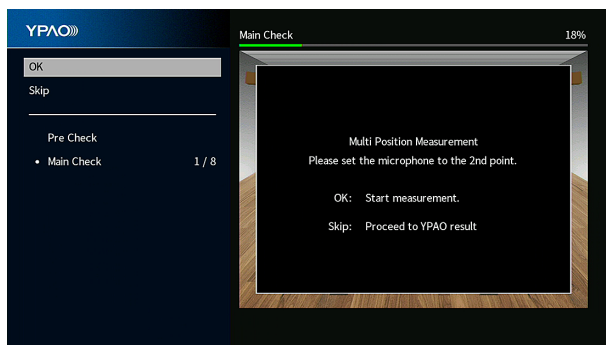 YPAO
OK
Skip
Pre Check
• Main Check 1 / 8
Main Check 18%
Multi Position Measurement
Please set the microphone to the 2nd point.
OK: Start measurement.
Skip: Proceed to YPAO result